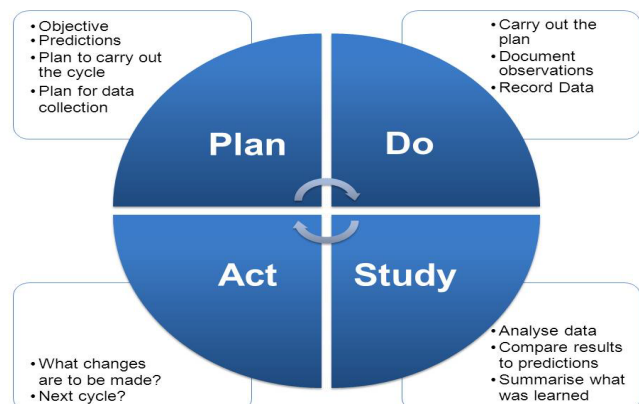 • Objective
• Predictions
• Plan to carry out
the cycle
• Plan for data
collection
• Carry out the
plan
• Document
observations
• Record Data
Plan
Do
Act
Study
• What changes
are to be made?
• Next cycle?
• Analyse data
• Compare results
to predictions
• Summarise what
was learned